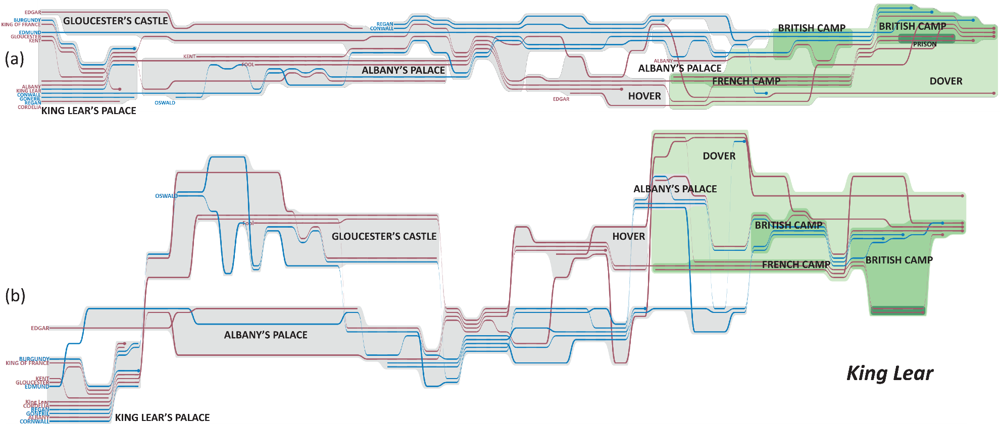 (a)
EDGAR
BURGUNDY
KING OF FRANCE
EDMUND
GLOUCESTER
KENT
ALBANY
KING LEAR
CONWALL
GONERIL
REGAN
CORDELIA
GLOUCESTER'S CASTLE
KING LEAR'S PALACE
OSWALD
KENT
FOOL
REGAN
CONWALL
ALBANY'S PALACE
EDGAR
HOVER
ALBANY
ALBANY'S PALACE
FRENCH CAMP
BRITISH CAMP
BRITISH CAMP
PRISON
DOVER
(b)
EDGAR
BURGUNDY
KING OF FRANCE
KENT
GLOUCESTER
EDMUND
King Lear
CORDELIA
REGAN
GONERIL
ALBANY
CORNWALL
KING LEAR'S PALACE
OSWALD
Fool
GLOUCESTER'S CASTLE
ALBANY'S PALACE
HOVER
ALBANY'S PALACE
DOVER
BRITISH CAMP
FRENCH CAMP
BRITISH CAMP
King Lear